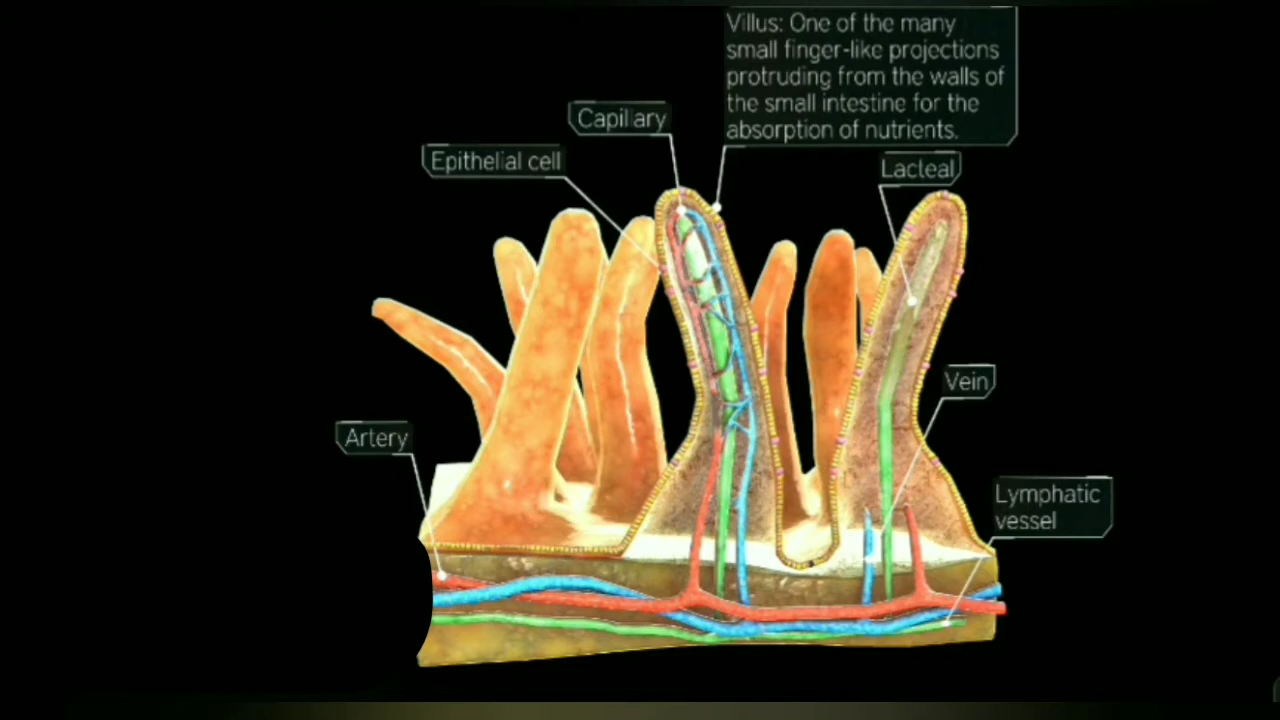 Villus: One of the many
small finger-like projections
protruding from the walls of
the small intestine for the
absorption of nutrients.
Capillary
Epithelial cell
Lacteal
Vein
Artery
Lymphatic
vessel